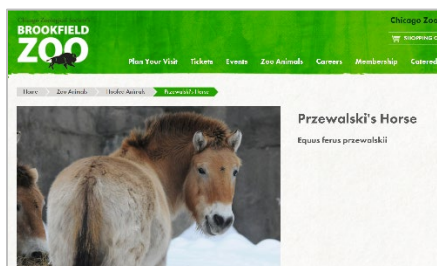 Chicago Zoological Society
BROOKFIELD
ZOO
Chicago Zoo
SHOPPING C
Plan Your Visit Tickets Events Zoo Animals Careers Membership Catered
Home Zoo Animals Hoofed Animals Przewalski's Horse
Przewalski's Horse
Equus ferus przewalskii